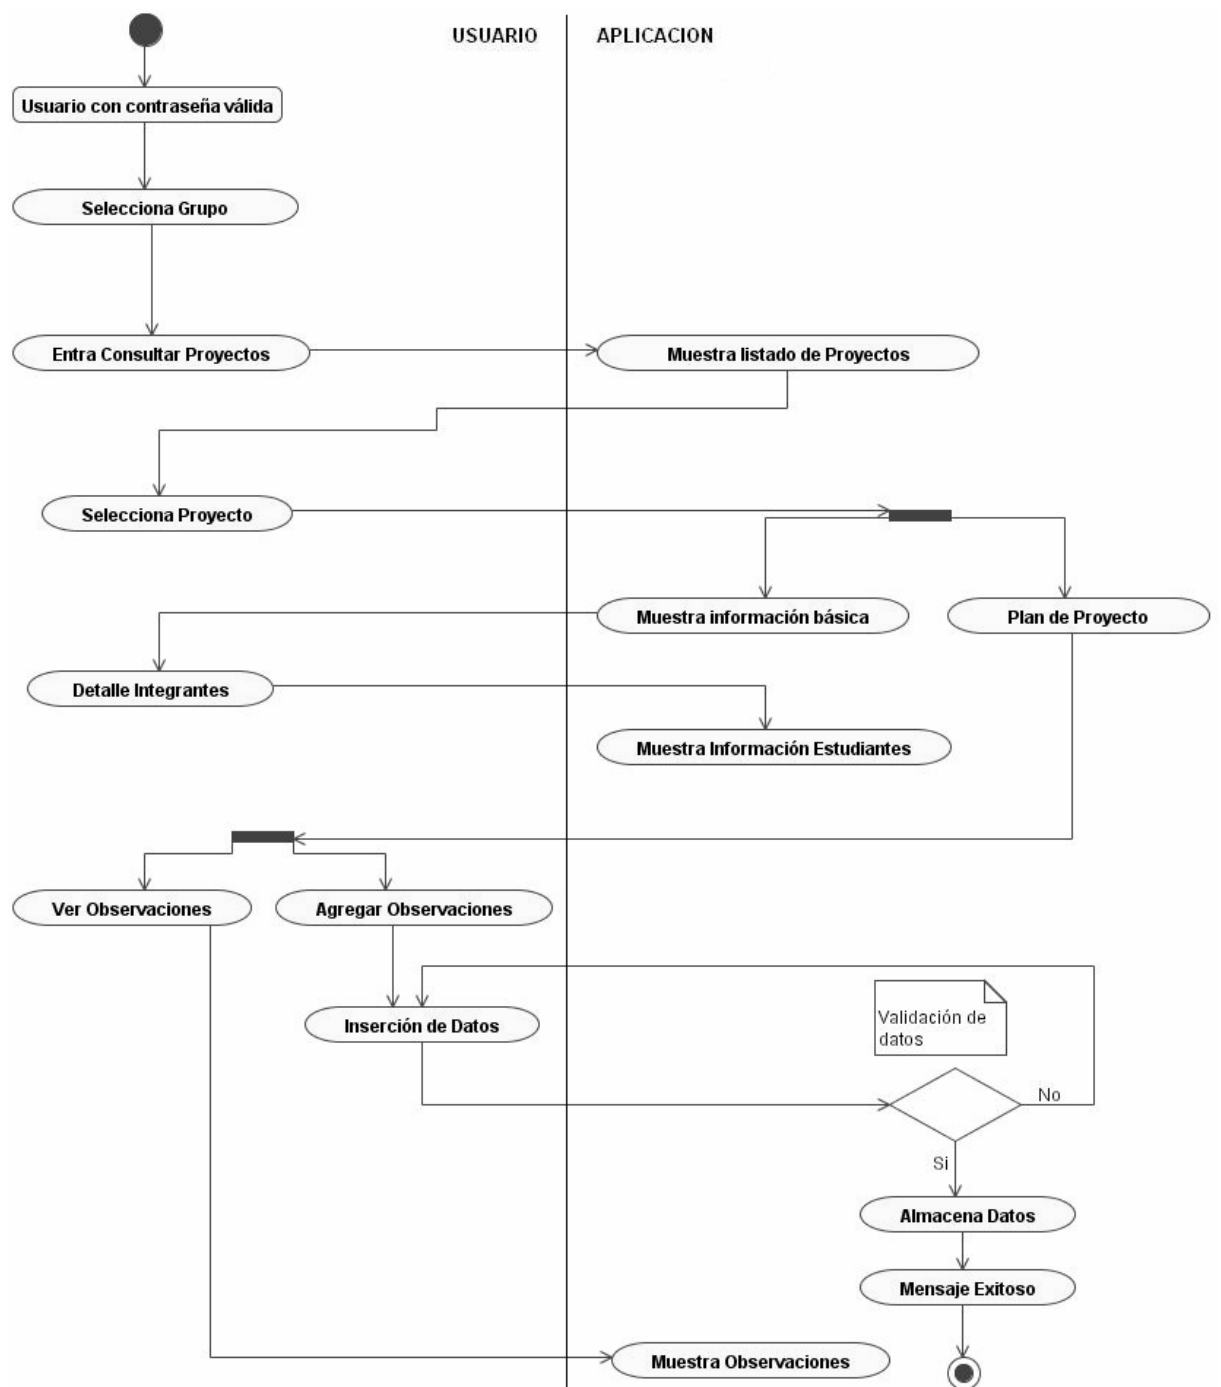 USUARIO
APLICACION
Usuario con contraseña válida
Selecciona Grupo
Entra Consultar Proyectos
Muestra listado de Proyectos
Selecciona Proyecto
Muestra información básica
Plan de Proyecto
Detalle Integrantes
Muestra Información Estudiantes
Ver Observaciones
Agregar Observaciones
Inserción de Datos
Validación de
datos
No
Si
Almacena Datos
Mensaje Exitoso
Muestra Observaciones